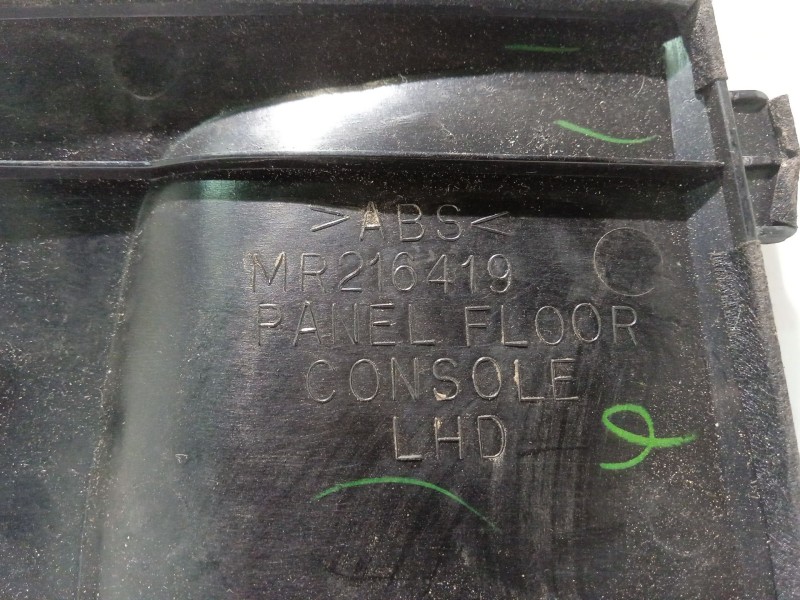 >ABS<
MR216419
PANEL FLOOR
CONSOLE
LHD